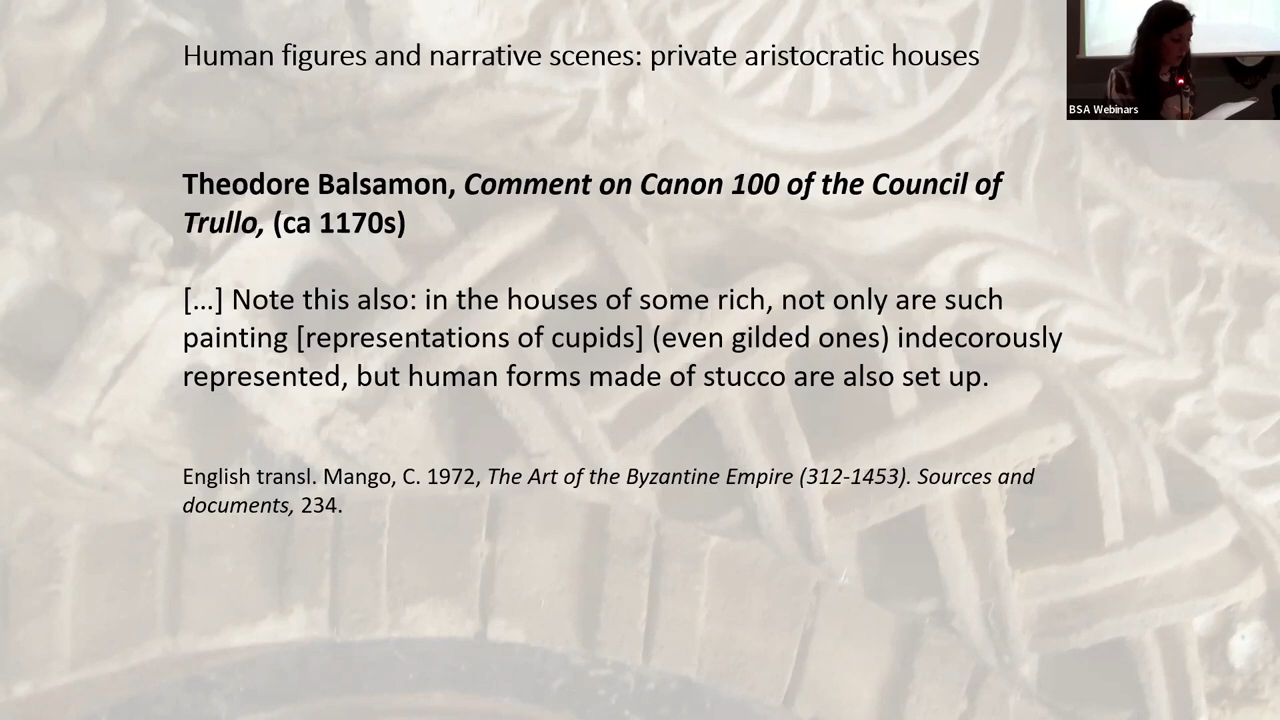 Human figures and narrative scenes: private aristocratic houses
BSA Webinars
Theodore Balsamon, Comment on Canon 100 of the Council of
Trullo, (ca 1170s)
[...] Note this also: in the houses of some rich, not only are such
painting [representations of cupids] (even gilded ones) indecorously
represented, but human forms made of stucco are also set up.
English transl. Mango, C. 1972, The Art of the Byzantine Empire (312-1453). Sources and
documents, 234.